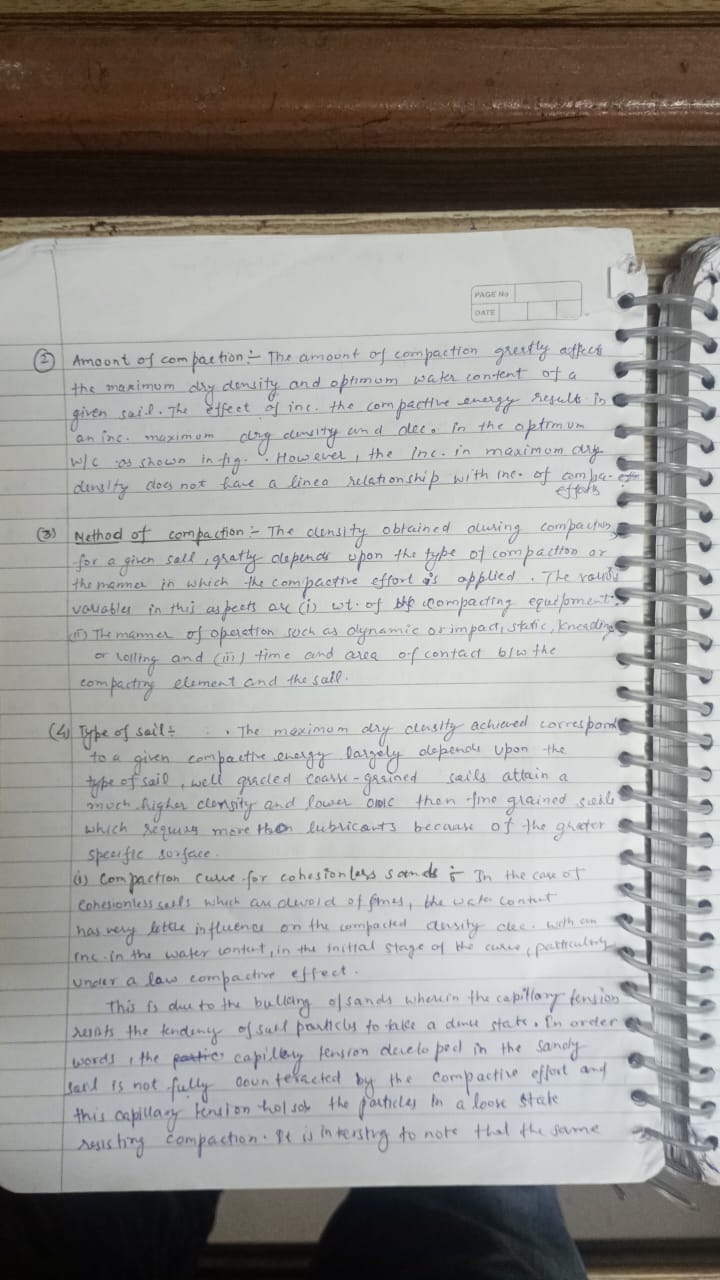 PAGE No
DATE
② Amount of compaction :- The amount of compaction greatly affects
the maximum dry density and optimum water content of a
given soil. The effect of inc. the compactive energy results in
an inc. maximum dry density and dec. in the optimum
w/c as shown in fig. . However, the inc. in maximum dry
density does not have a linea relationship with inc. of compa-
efforts
(3) Method of compaction :- The density obtained during compaction
for a given soil, gratly depends upon the type of compaction or
the manner in which the compactive effort is applied. The
variables in this aspects are (i) wt. of compacting equipoment.
(ii) The manner of operation such as dynamic or impact, static, kneading
or rolling and (iii) time and area of contact b/w the
compacting element and the soil.
(4) Type of soil :- . The maximum dry density achieved correspond
to a given compactive energy largely depends upon the
type of soil, well graded coarse-grained soils attain a
much higher density and lower omc then fine grained soils
which requires more then lubricants because of the greater
specific surface.
(i) Compaction curve for cohesionless sands :- In the case of
Cohesionless soils which are devoid of fines, the water content
has very little influence on the compacted density dec. with an
inc. in the water content, in the initial stage of the curve, particularly
under a low compactive effect.
This is due to the bulking of sands wherein the capillary tension
resists the tendency of soil particles to take a dense state. In order
words, the capillary tension developed in the sandy
soil is not fully counteracted by the compactive effort and
this capillary tension the particles in a loose state
resisting compaction. It is interstng to note that the same